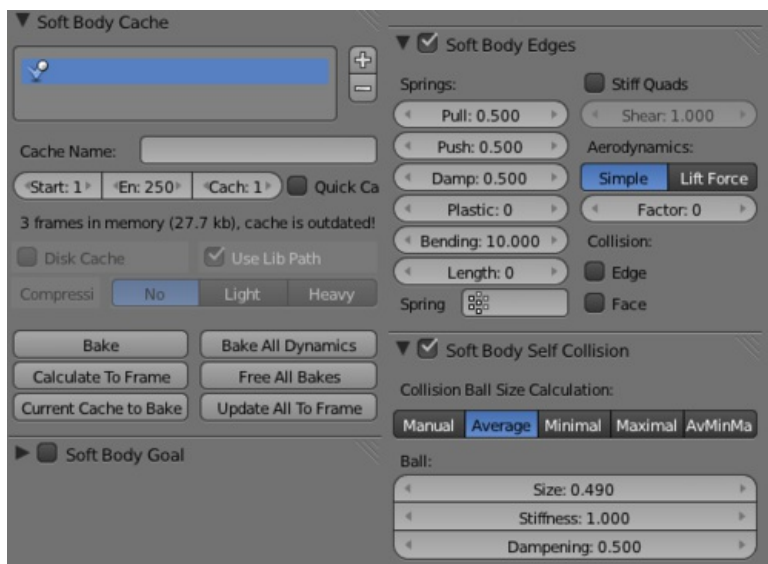 Soft Body Cache
Cache Name:
Start: 1 En: 250 Cach: 1 Quick Ca
3 frames in memory (27.7 kb), cache is outdated!
Disk Cache Use Lib Path
Compressi No Light Heavy
Bake Bake All Dynamics
Calculate To Frame Free All Bakes
Current Cache to Bake Update All To Frame
Soft Body Goal
Soft Body Edges
Springs: Stiff Quads
Pull: 0.500 Shear: 1.000
Push: 0.500 Aerodynamics:
Damp: 0.500 Simple Lift Force
Plastic: 0 Factor: 0
Bending: 10.000 Collision:
Length: 0 Edge
Spring Face
Soft Body Self Collision
Collision Ball Size Calculation:
Manual Average Minimal Maximal AvMinMa
Ball:
Size: 0.490
Stiffness: 1.000
Dampening: 0.500